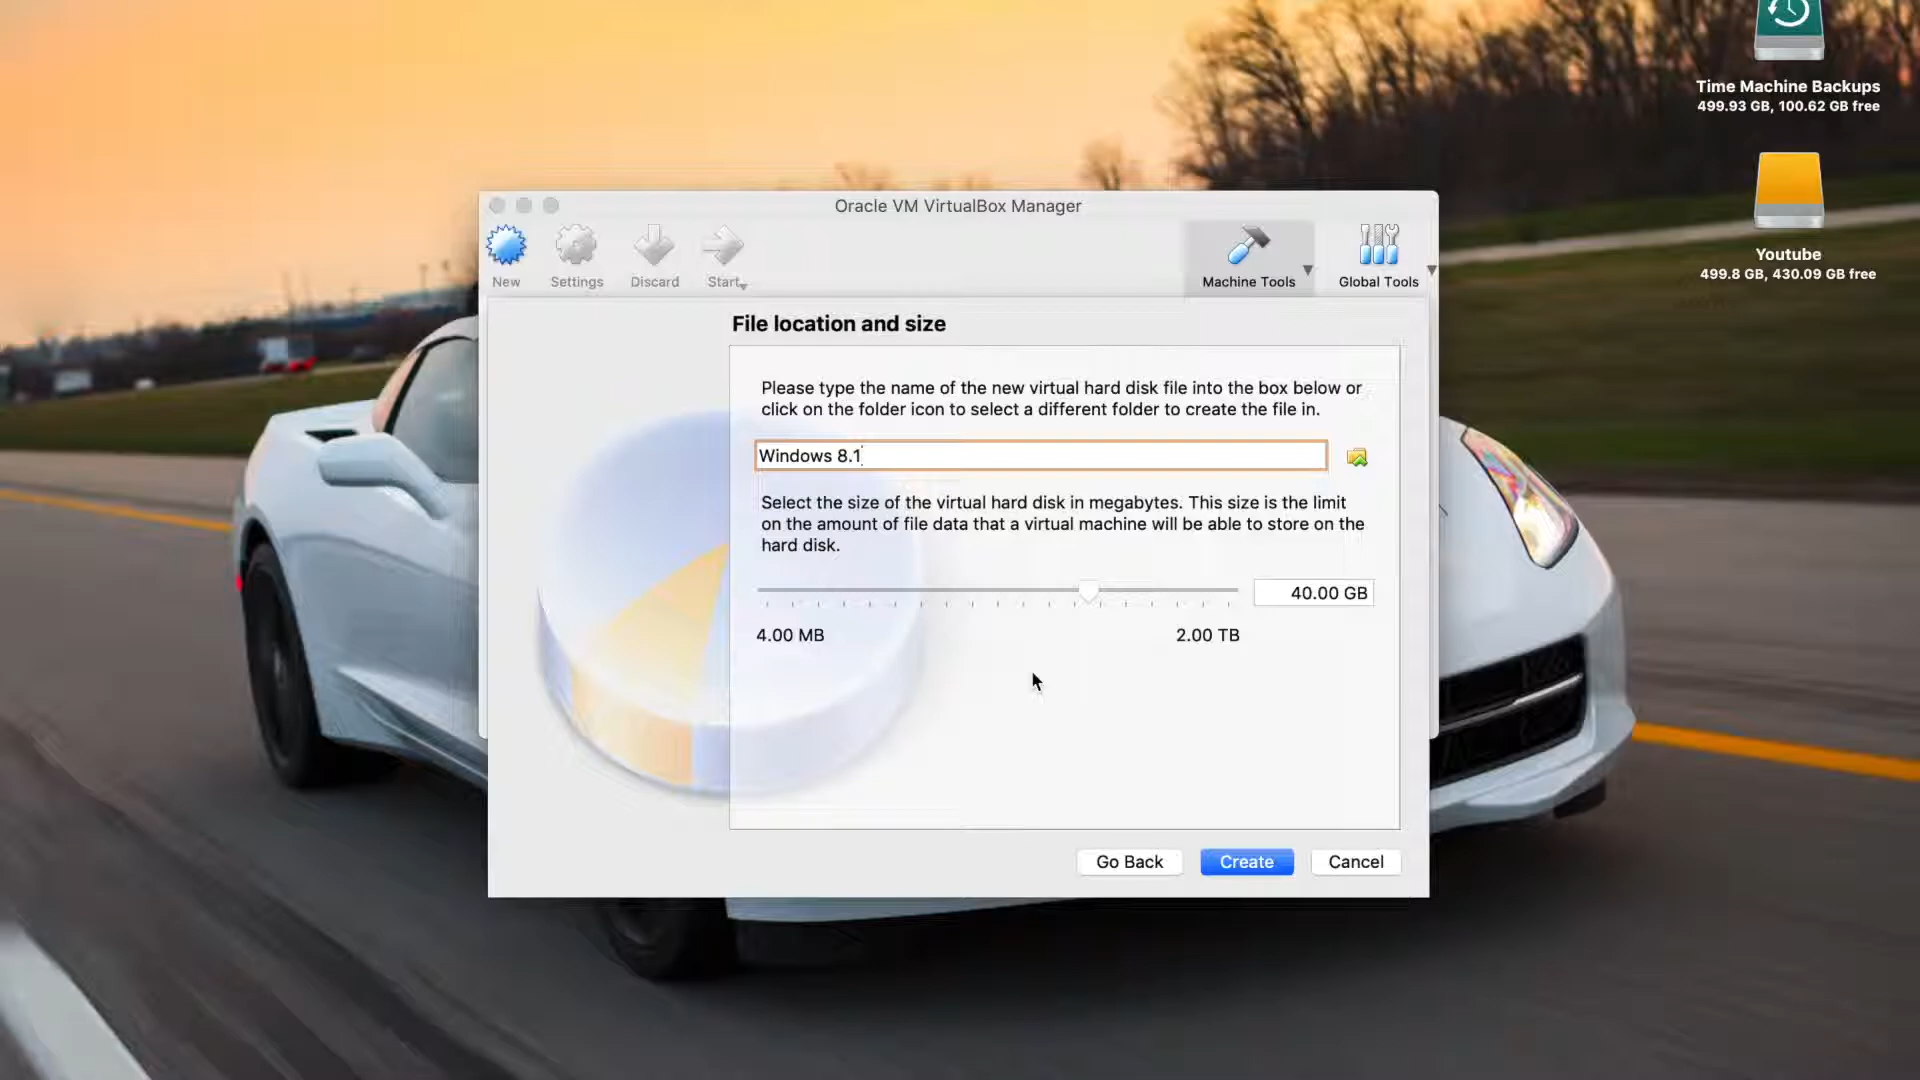 Time Machine Backups
499.93 GB, 100.62 GB free
Youtube
499.8 GB, 430.09 GB free
Oracle VM VirtualBox Manager
New
Settings
Discard
Start
Machine Tools
Global Tools
File location and size
Please type the name of the new virtual hard disk file into the box below or
click on the folder icon to select a different folder to create the file in.
Windows 8.1
Select the size of the virtual hard disk in megabytes. This size is the limit
on the amount of file data that a virtual machine will be able to store on the
hard disk.
40.00 GB
4.00 MB
2.00 TB
Go Back
Create
Cancel